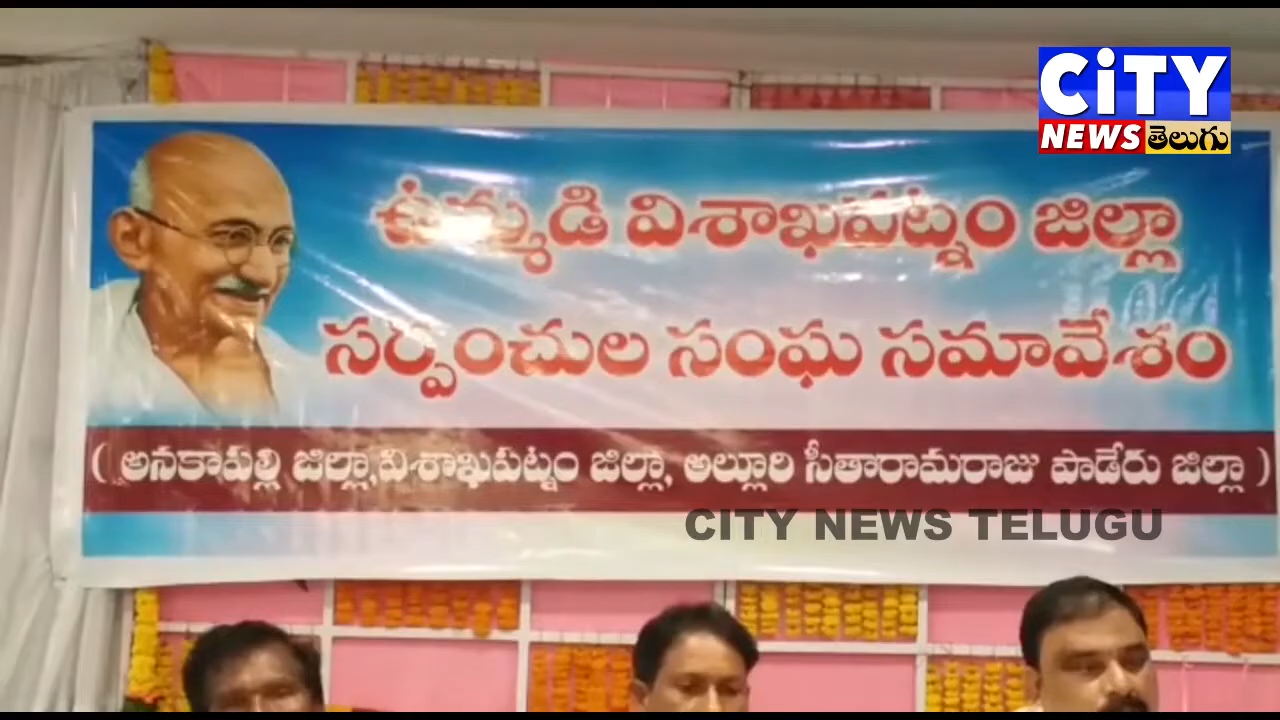 CiTY
NEWS తెలుగు
ఉమ్మడి విశాఖపట్నం జిల్లా
సర్పంచుల సంఘ సమావేశం
( అనకాపల్లి జిల్లా,విశాఖపట్నం జిల్లా, అల్లూరి సీతారామరాజు పాడేరు జిల్లా )
CITY NEWS TELUGU